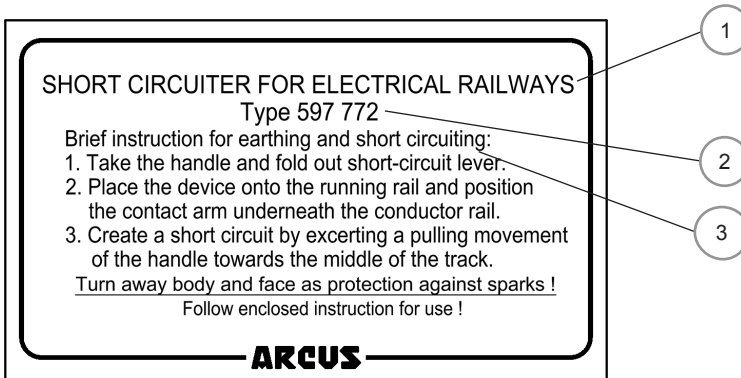 SHORT CIRCUITER FOR ELECTRICAL RAILWAYS
Type 597 772
Brief instruction for earthing and short circuiting:
1. Take the handle and fold out short-circuit lever.
2. Place the device onto the running rail and position
the contact arm underneath the conductor rail.
3. Create a short circuit by excerting a pulling movement
of the handle towards the middle of the track.
Turn away body and face as protection against sparks !
Follow enclosed instruction for use !
ARCUS
1
2
3